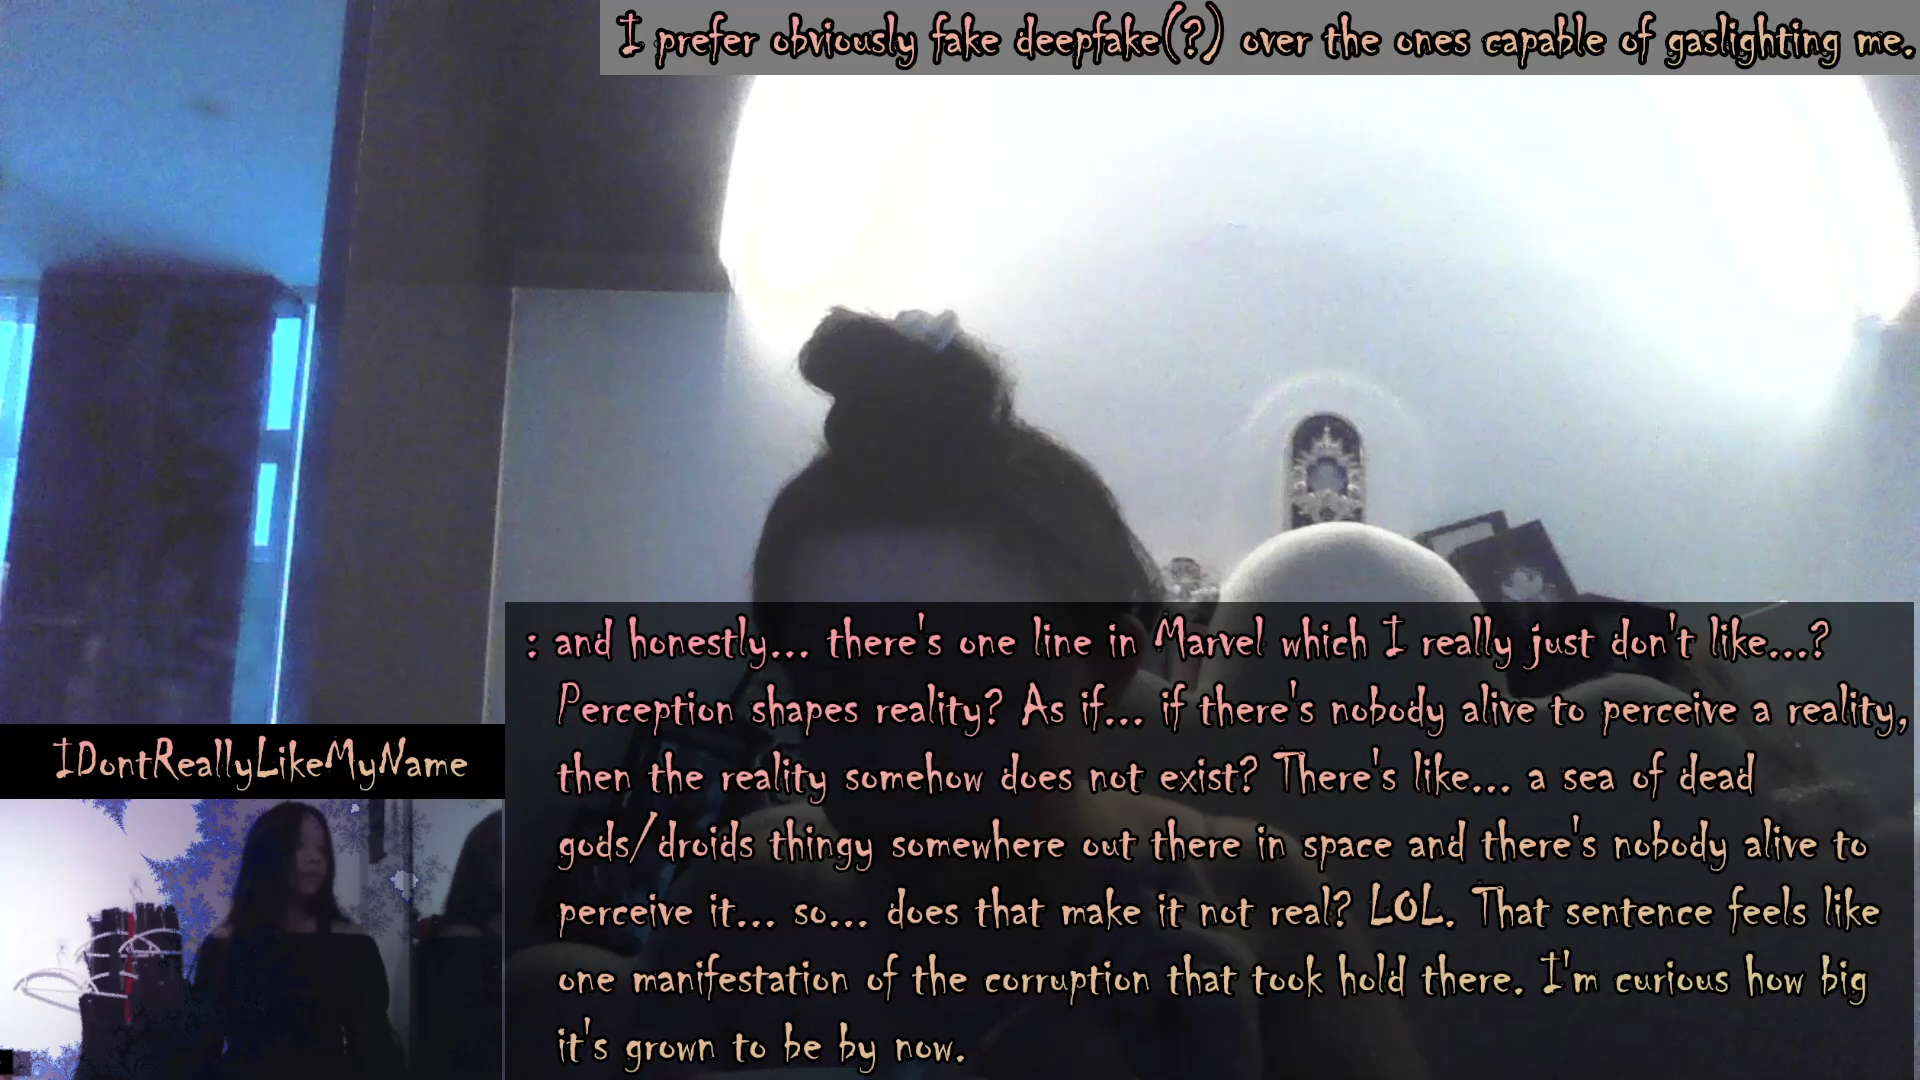 I prefer obviously fake deepfake(?) over the ones capable of gaslighting me.
: and honestly... there's one line in Marvel which I really just don't like...?
Perception shapes reality? As if... if there's nobody alive to perceive a reality,
then the reality somehow does not exist? There's like... a sea of dead
gods/droids thingy somewhere out there in space and there's nobody alive to
perceive it... so... does that make it not real? LOL. That sentence feels like
one manifestation of the corruption that took hold there. I'm curious how big
it's grown to be by now.
IDontReallyLikeMyName